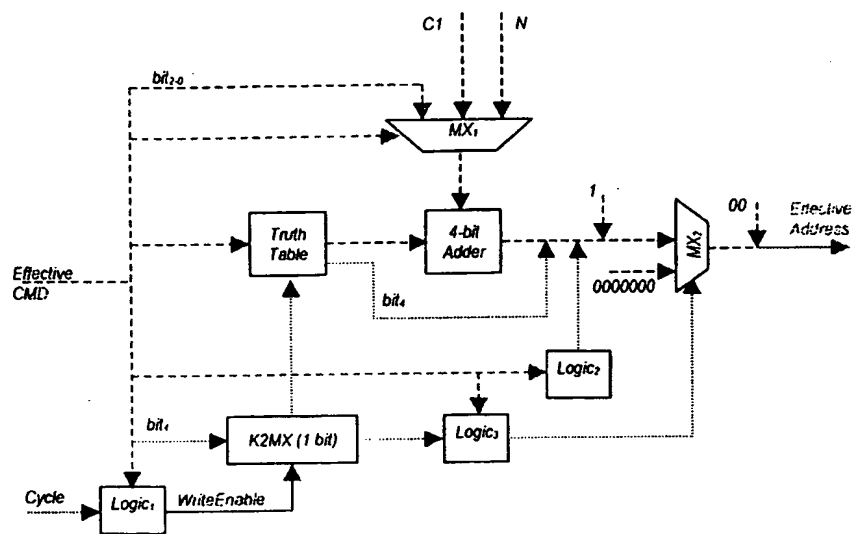 C1 N
bit₂₋₀
MX₁
1
00
Effective
Address
Truth
Table
4-bit
Adder
MX₂
Effective
CMD
bit₄
0000000
Logic₂
bit₄
K2MX (1 bit)
Logic₃
Cycle
Logic₁
WriteEnable